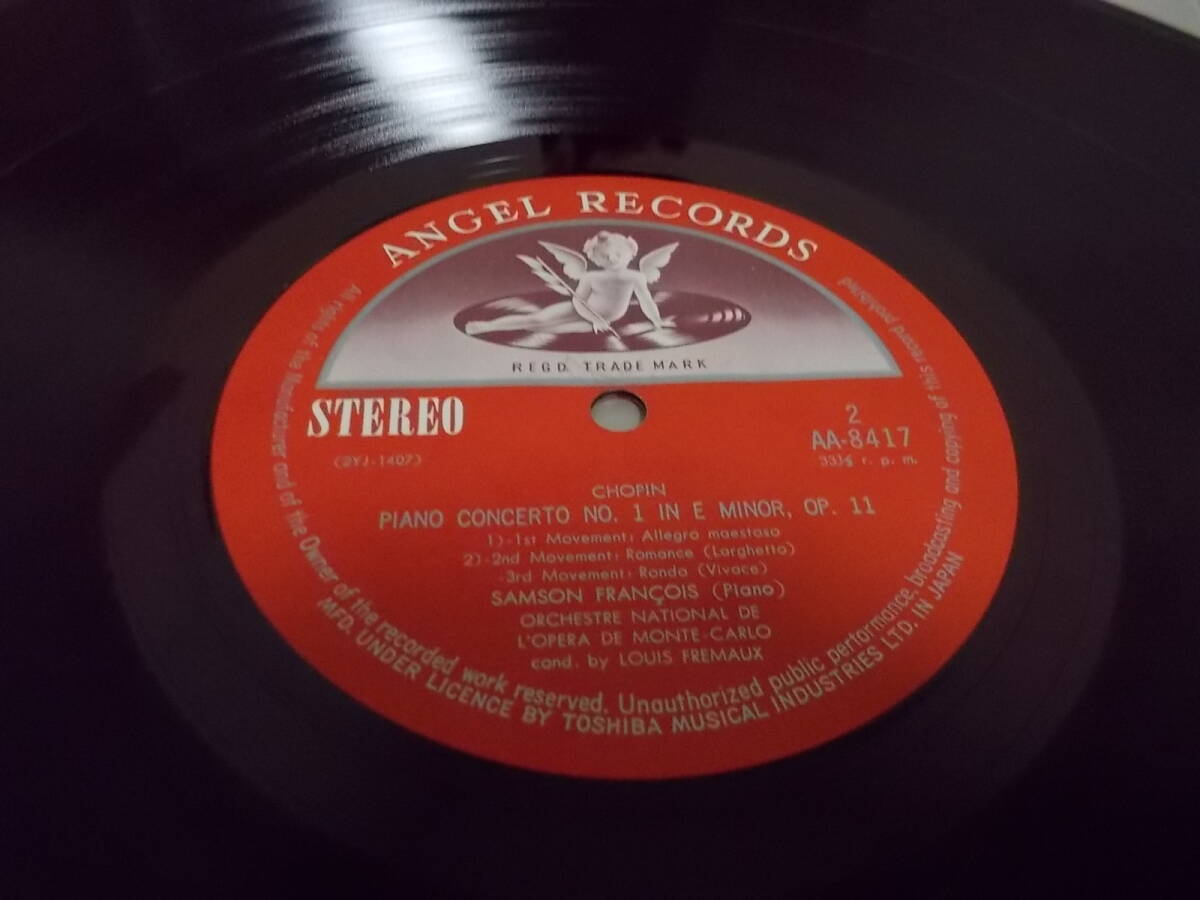 ANGEL RECORDS
REGD. TRADE MARK
STEREO
2
AA-8417
(2YJ-1407)
33⅓ r. p. m.
CHOPIN
PIANO CONCERTO NO. 1 IN E MINOR, OP. 11
1)-1st Movement: Allegro maestoso
2)-2nd Movement: Romance (Larghetto)
-3rd Movement: Rondo (Vivace)
SAMSON FRANÇOIS (Piano)
ORCHESTRE NATIONAL DE
L'OPERA DE MONTE-CARLO
cond. by LOUIS FREMAUX
All rights of the Manufacturer and of the Owner of the recorded work reserved. Unauthorized public performance, broadcasting and copying of this record prohibited
MFD. UNDER LICENCE BY TOSHIBA MUSICAL INDUSTRIES LTD. IN JAPAN